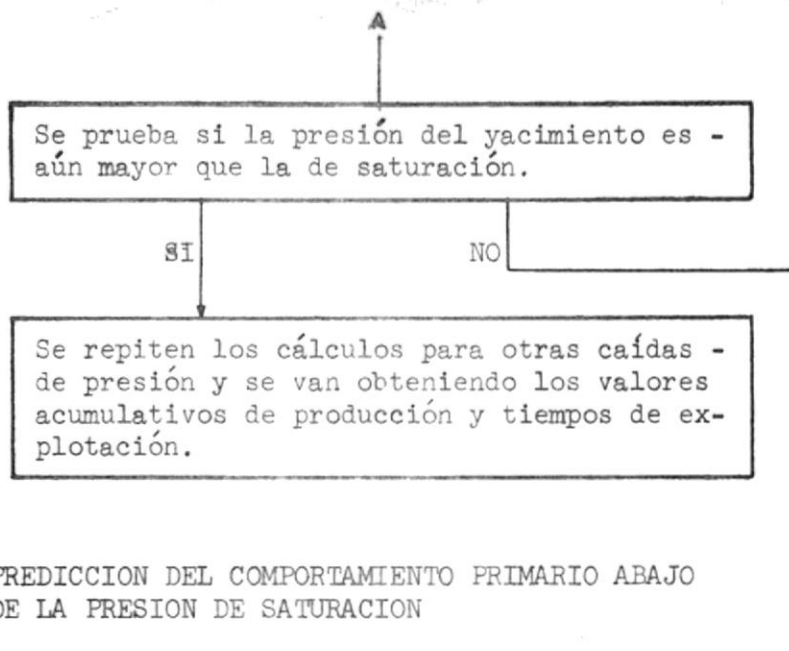 A
Se prueba si la presión del yacimiento es -
aún mayor que la de saturación.
SI
NO
Se repiten los cálculos para otras caídas -
de presión y se van obteniendo los valores
acumulativos de producción y tiempos de ex-
plotación.
PREDICCION DEL COMPORTAMIENTO PRIMARIO ABAJO
DE LA PRESION DE SATURACION